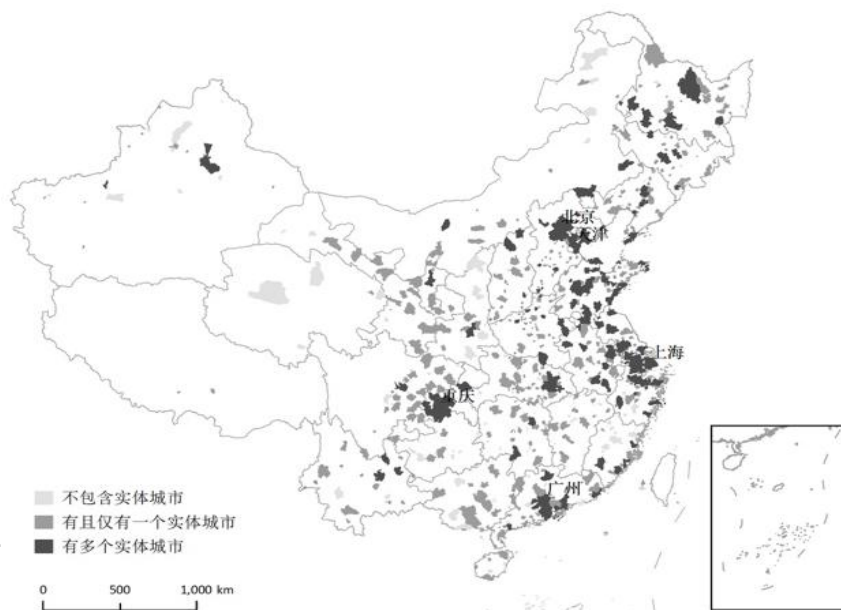 北京
天津
上海
重庆
广州
不包含实体城市
有且仅有一个实体城市
有多个实体城市
0 500 1,000 km